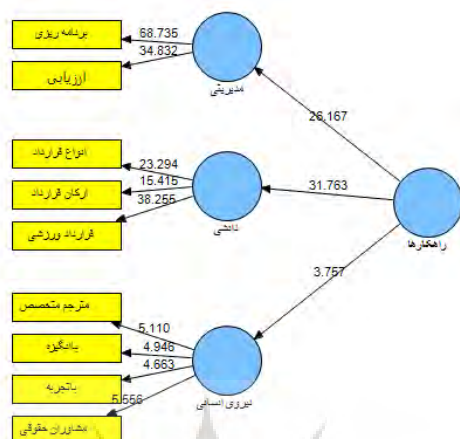 برنامه ریزی
68.735
34.832
ارزیابی
مدیریتی
26.167
انواع قرارداد
23.294
15.415
ارکان قرارداد
38.255
31.763
قرارداد ورزشی
دانشی
راهکارها
3.757
مترجم متخصص
5.110
باانگیزه
4.946
4.663
باتجربه
نیروی انسانی
5.556
مشاوران حقوقی